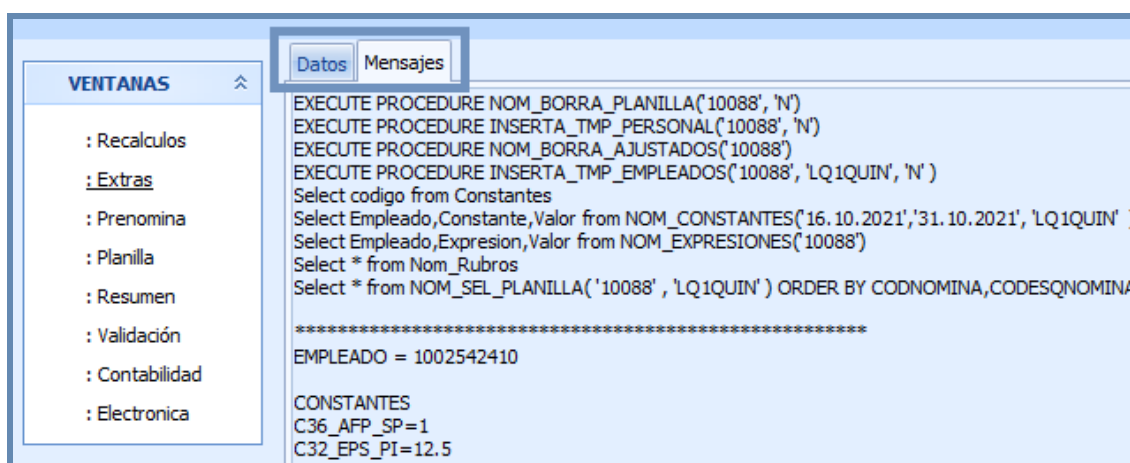 VENTANAS
: Recalculos
: Extras
: Prenomina
: Planilla
: Resumen
: Validación
: Contabilidad
: Electronica
Datos
Mensajes
EXECUTE PROCEDURE NOM_BORRA_PLANILLA('10088', 'N')
EXECUTE PROCEDURE INSERTA_TMP_PERSONAL('10088', 'N')
EXECUTE PROCEDURE NOM_BORRA_AJUSTADOS('10088')
EXECUTE PROCEDURE INSERTA_TMP_EMPLEADOS('10088', 'LQ1QUIN', 'N' )
Select codigo from Constantes
Select Empleado,Constante,Valor from NOM_CONSTANTES('16.10.2021','31.10.2021', 'LQ1QUIN' )
Select Empleado,Expresion,Valor from NOM_EXPRESIONES('10088')
Select * from Nom_Rubros
Select * from NOM_SEL_PLANILLA( '10088' , 'LQ1QUIN' ) ORDER BY CODNOMINA,CODESQNOMINA
******************************************************
EMPLEADO = 1002542410
CONSTANTES
C36_AFP_SP=1
C32_EPS_PI=12.5